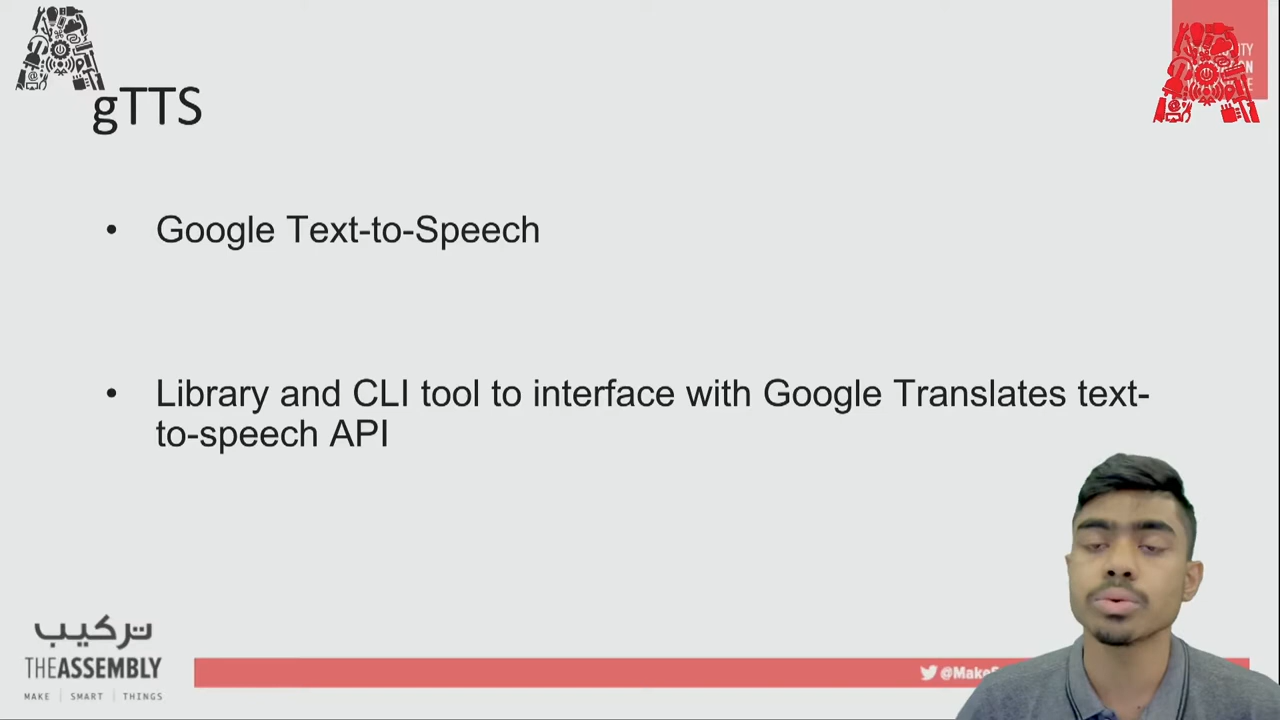 gTTS
• Google Text-to-Speech
• Library and CLI tool to interface with Google Translates text-
to-speech API
تركيب
THEASSEMBLY
MAKE | SMART | THINGS